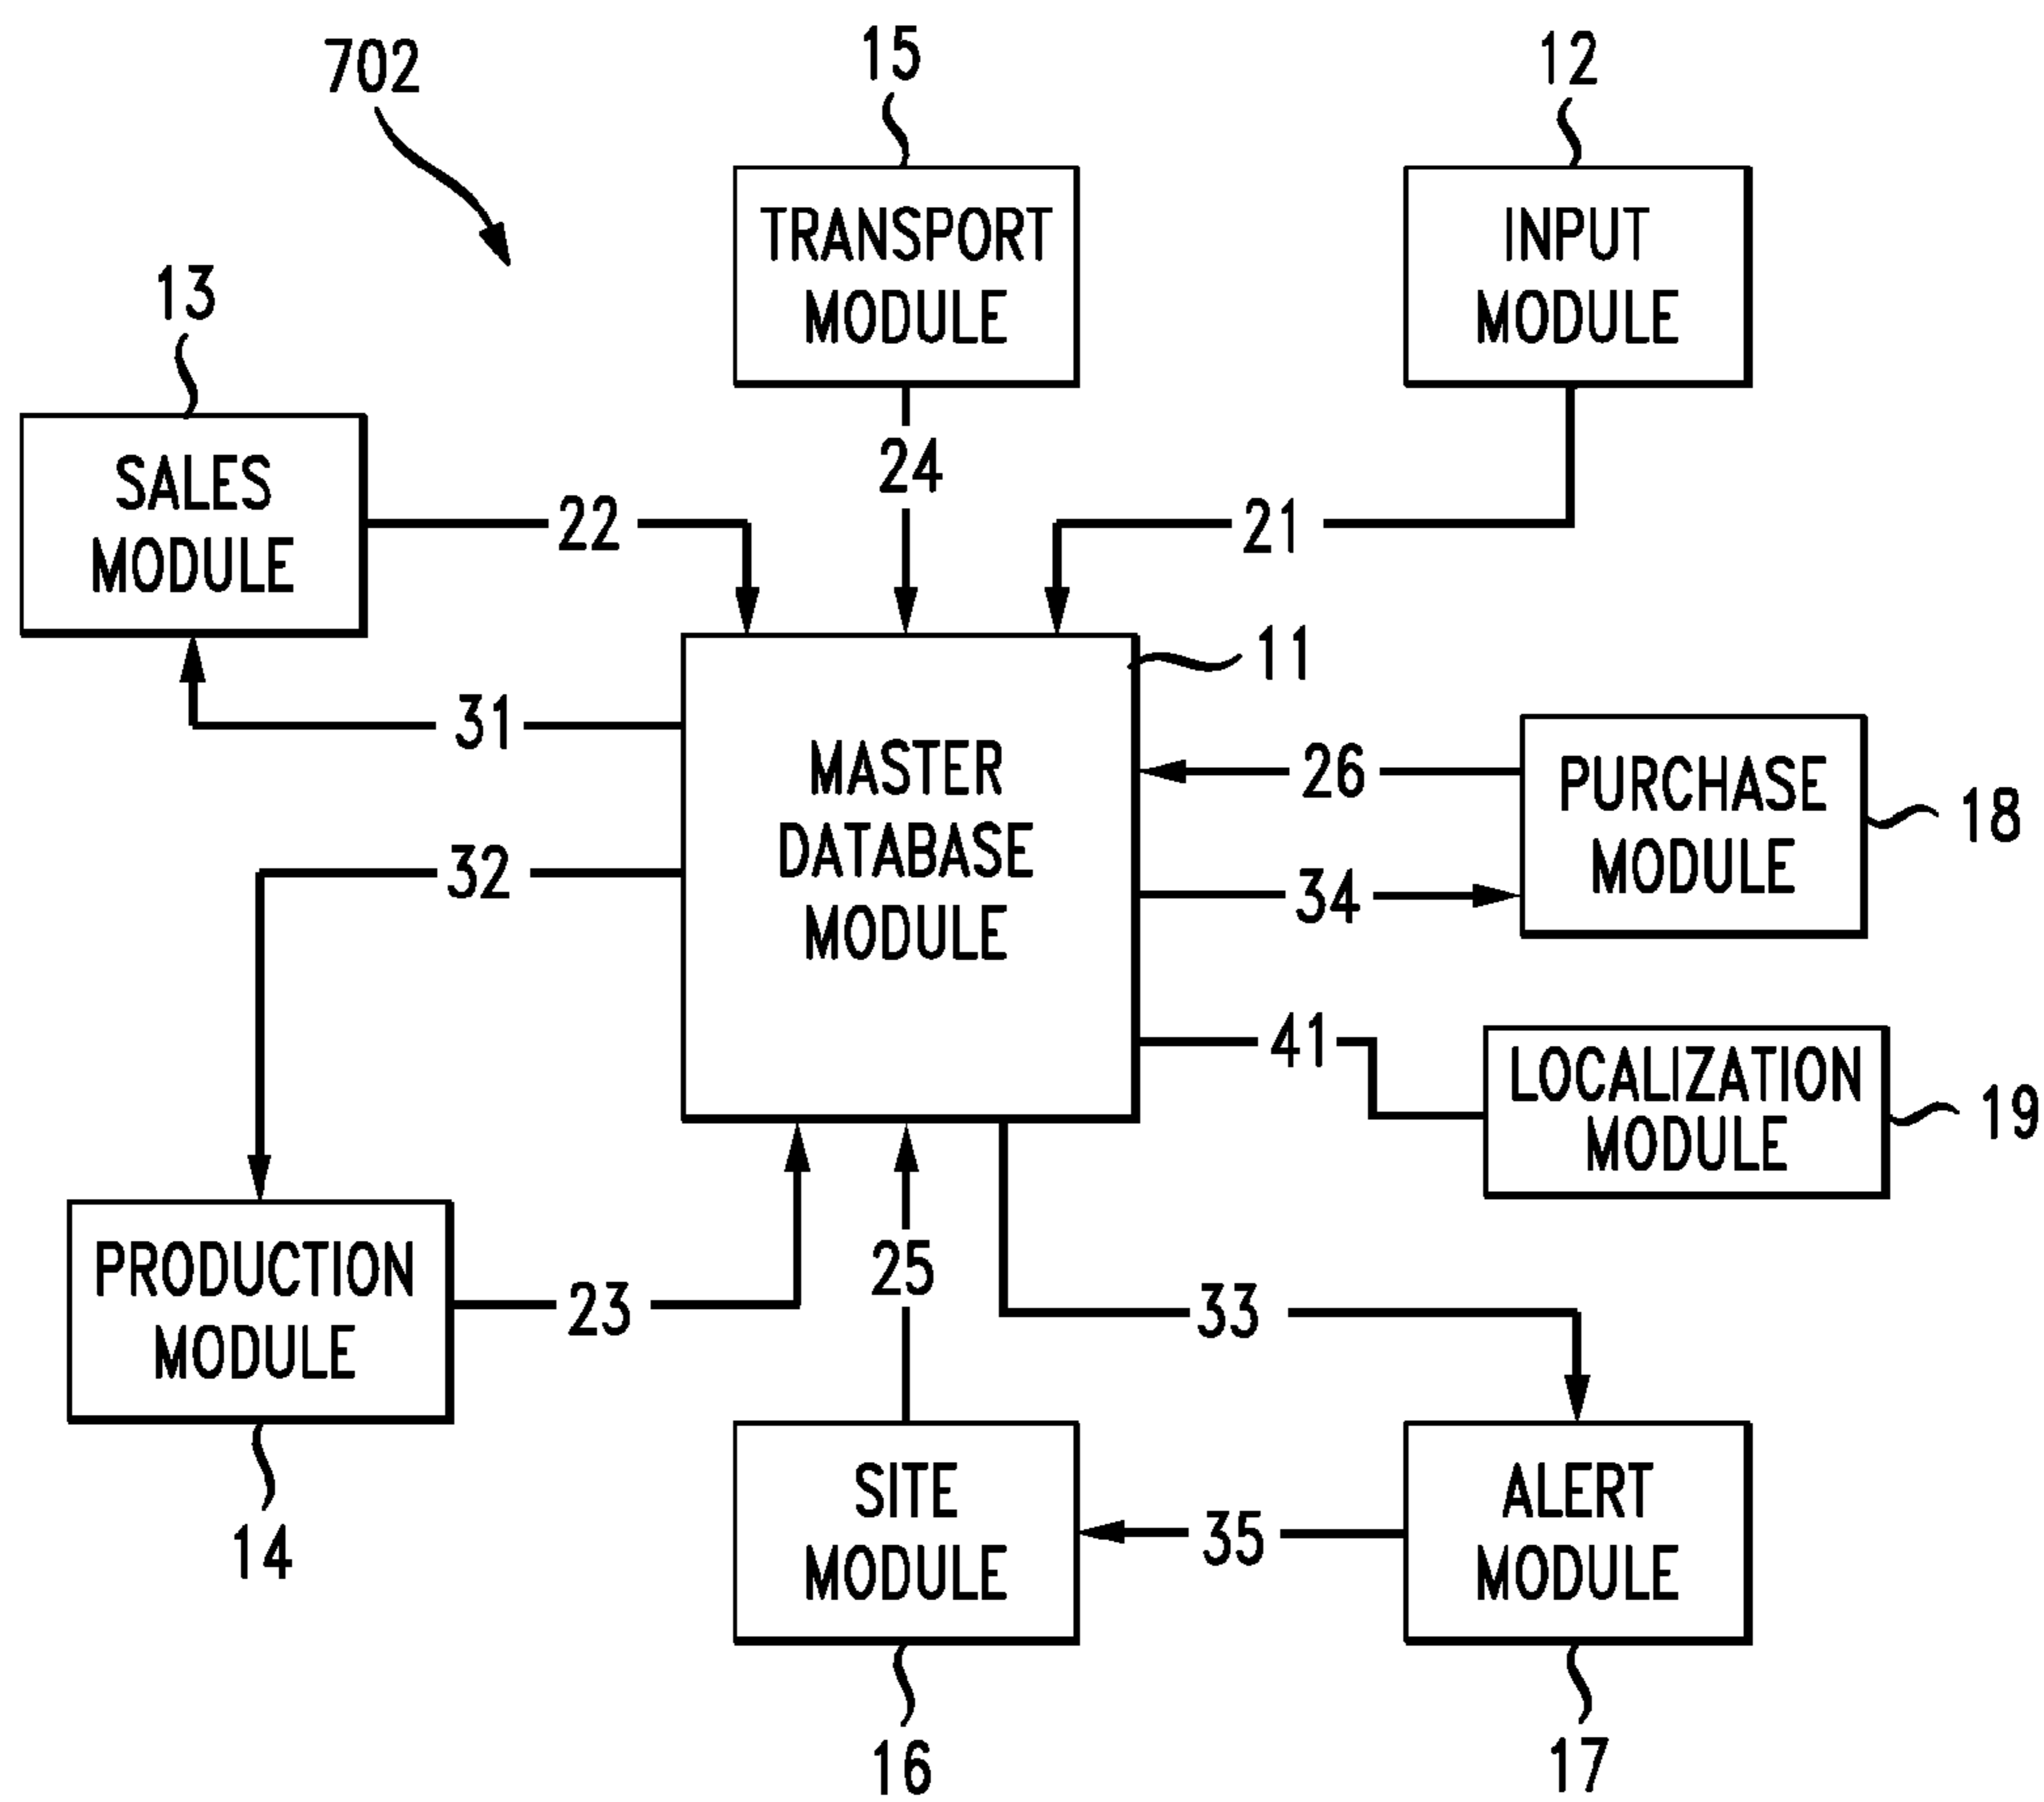 702
15
12
TRANSPORT
MODULE
INPUT
MODULE
13
SALES
MODULE
24
22
21
11
31
MASTER
DATABASE
MODULE
26
PURCHASE
MODULE
18
32
34
41
LOCALIZATION
MODULE
19
PRODUCTION
MODULE
25
23
33
14
SITE
MODULE
35
ALERT
MODULE
16
17